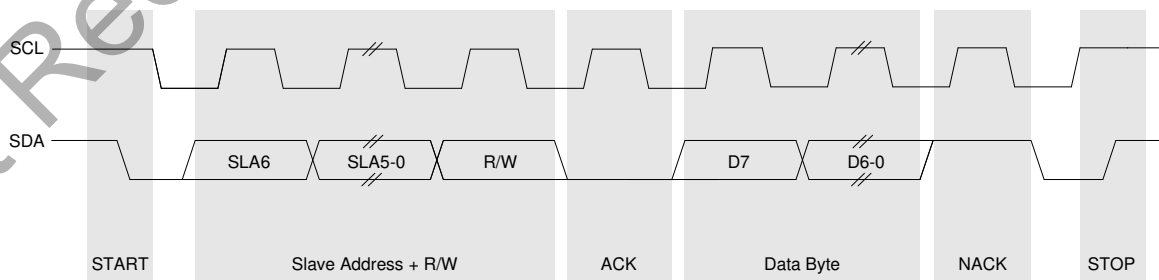 SCL
SDA
SLA6 SLA5-0 R/W D7 D6-0
START Slave Address + R/W ACK Data Byte NACK STOP